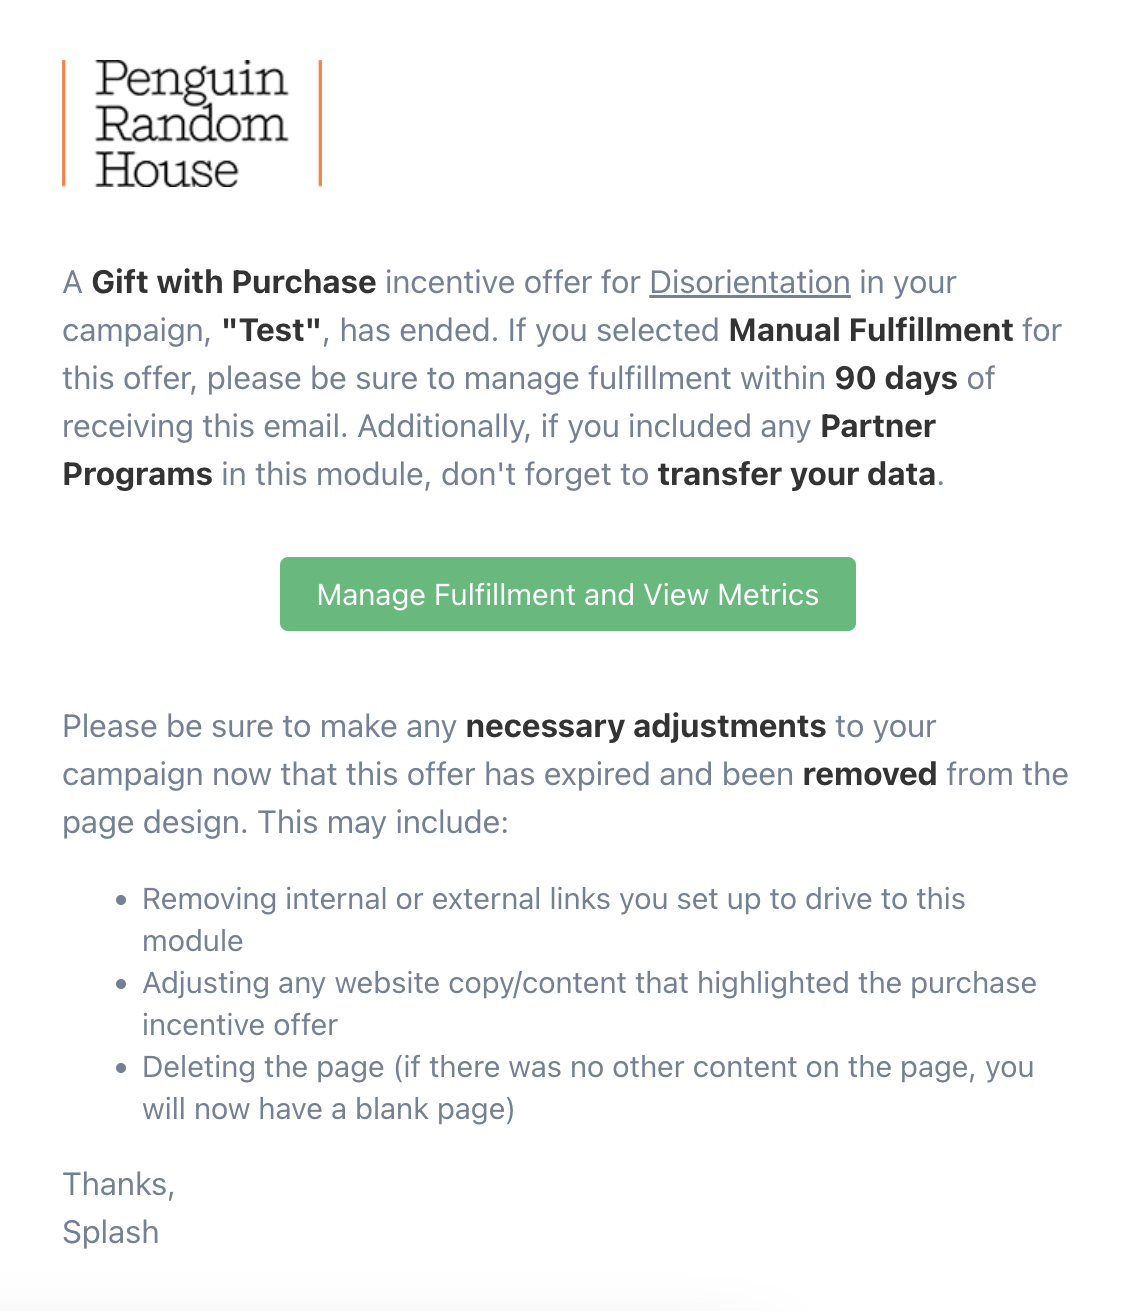 Penguin
Random
House
A Gift with Purchase incentive offer for Disorientation in your
campaign, "Test", has ended. If you selected Manual Fulfillment for
this offer, please be sure to manage fulfillment within 90 days of
receiving this email. Additionally, if you included any Partner
Programs in this module, don't forget to transfer your data.
Manage Fulfillment and View Metrics
Please be sure to make any necessary adjustments to your
campaign now that this offer has expired and been removed from the
page design. This may include:
• Removing internal or external links you set up to drive to this
module
• Adjusting any website copy/content that highlighted the purchase
incentive offer
• Deleting the page (if there was no other content on the page, you
will now have a blank page)
Thanks,
Splash